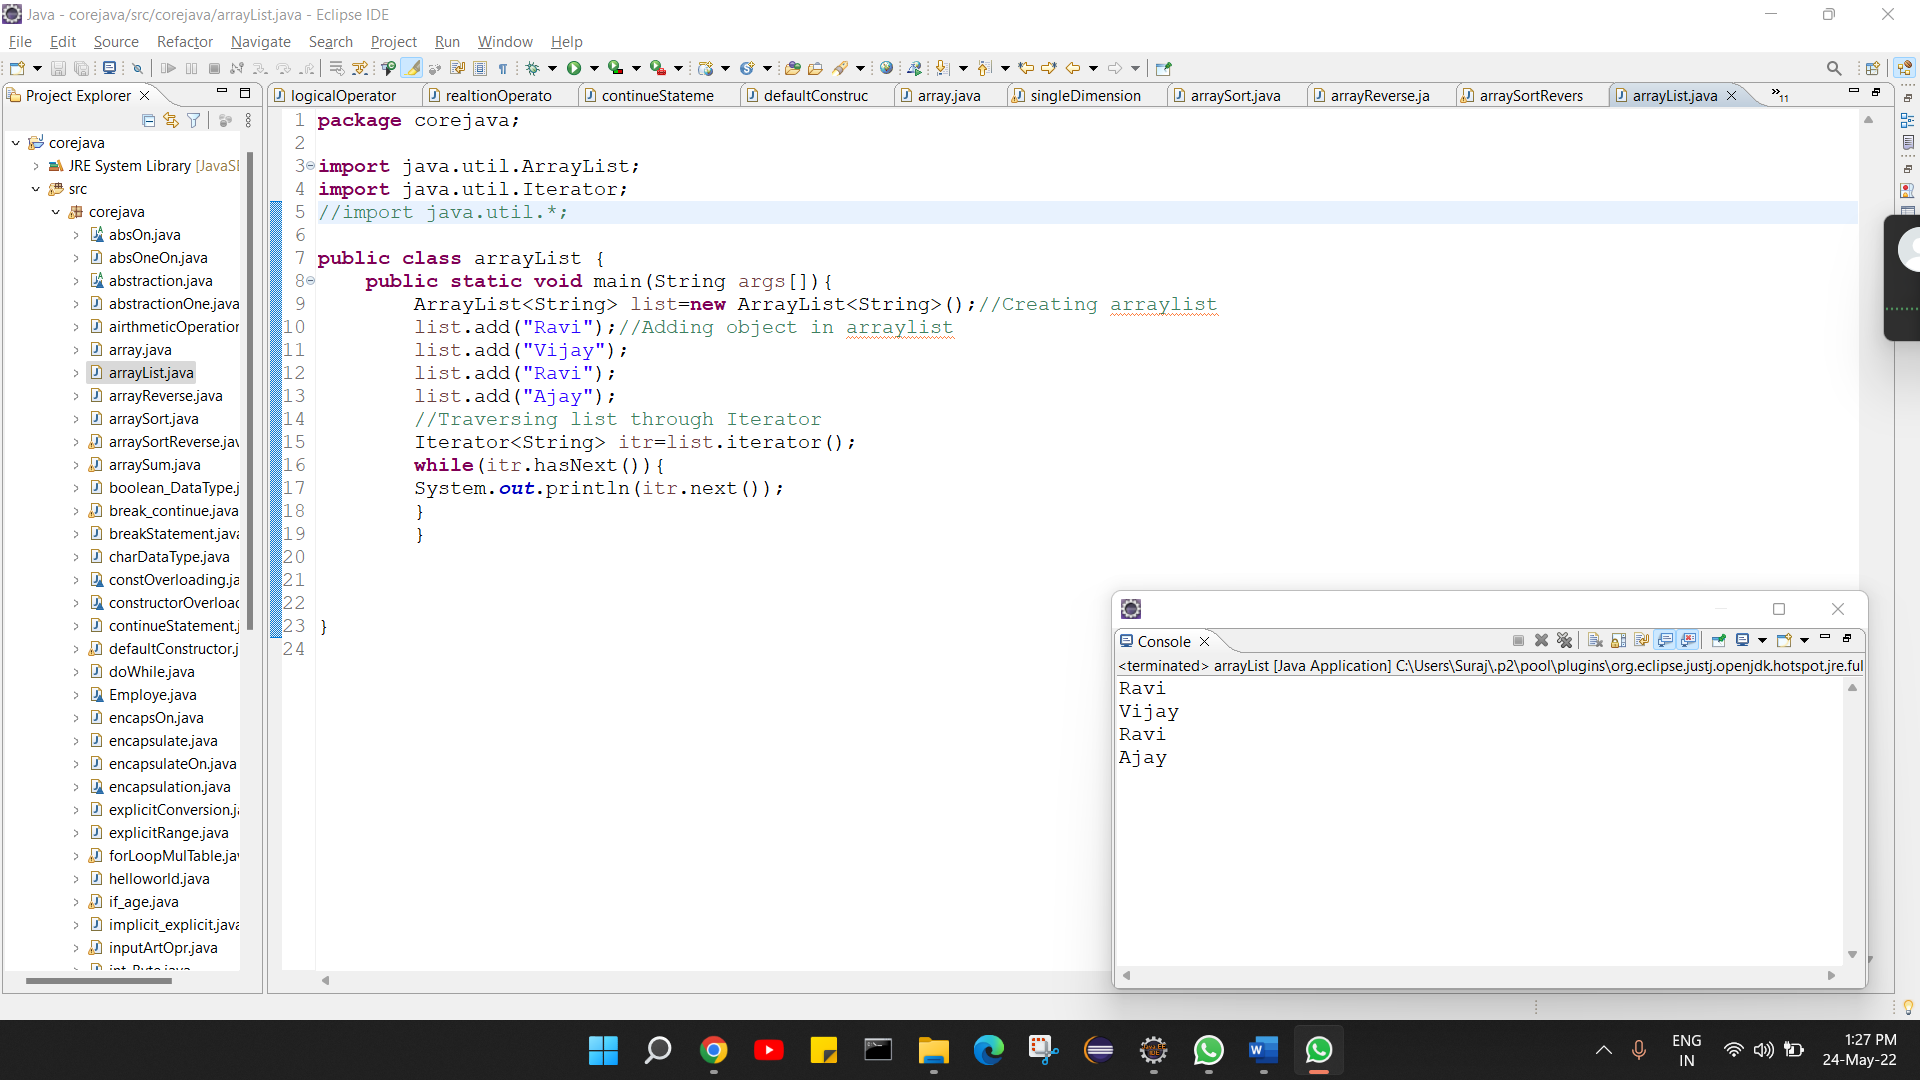 Java - corejava/src/corejava/arrayList.java - Eclipse IDE
File Edit Source Refactor Navigate Search Project Run Window Help
Project Explorer
logicalOperator realtionOperato continueStateme defaultConstruc array.java singleDimension arraySort.java arrayReverse.ja arraySortRevers arrayList.java »11
corejava
JRE System Library [JavaSE
src
corejava
absOn.java
absOneOn.java
abstraction.java
abstractionOne.java
airthmeticOperation
array.java
arrayList.java
arrayReverse.java
arraySort.java
arraySortReverse.jav
arraySum.java
boolean_DataType.j
break_continue.java
breakStatement.java
charDataType.java
constOverloading.ja
constructorOverload
continueStatement.j
defaultConstructor.j
doWhile.java
Employe.java
encapsOn.java
encapsulate.java
encapsulateOn.java
encapsulation.java
explicitConversion.ja
explicitRange.java
forLoopMulTable.jav
helloworld.java
if_age.java
implicit_explicit.java
inputArtOpr.java
int_Byte.java
1 package corejava;
2
3 import java.util.ArrayList;
4 import java.util.Iterator;
5 //import java.util.*;
6
7 public class arrayList {
8 public static void main(String args[]){
9 ArrayList<String> list=new ArrayList<String>();//Creating arraylist
10 list.add("Ravi");//Adding object in arraylist
11 list.add("Vijay");
12 list.add("Ravi");
13 list.add("Ajay");
14 //Traversing list through Iterator
15 Iterator<String> itr=list.iterator();
16 while(itr.hasNext()){
17 System.out.println(itr.next());
18 }
19 }
20
21
22
23 }
24
Console
<terminated> arrayList [Java Application] C:\Users\Suraj\.p2\pool\plugins\org.eclipse.justj.openjdk.hotspot.jre.ful
Ravi
Vijay
Ravi
Ajay
ENG
IN
1:27 PM
24-May-22